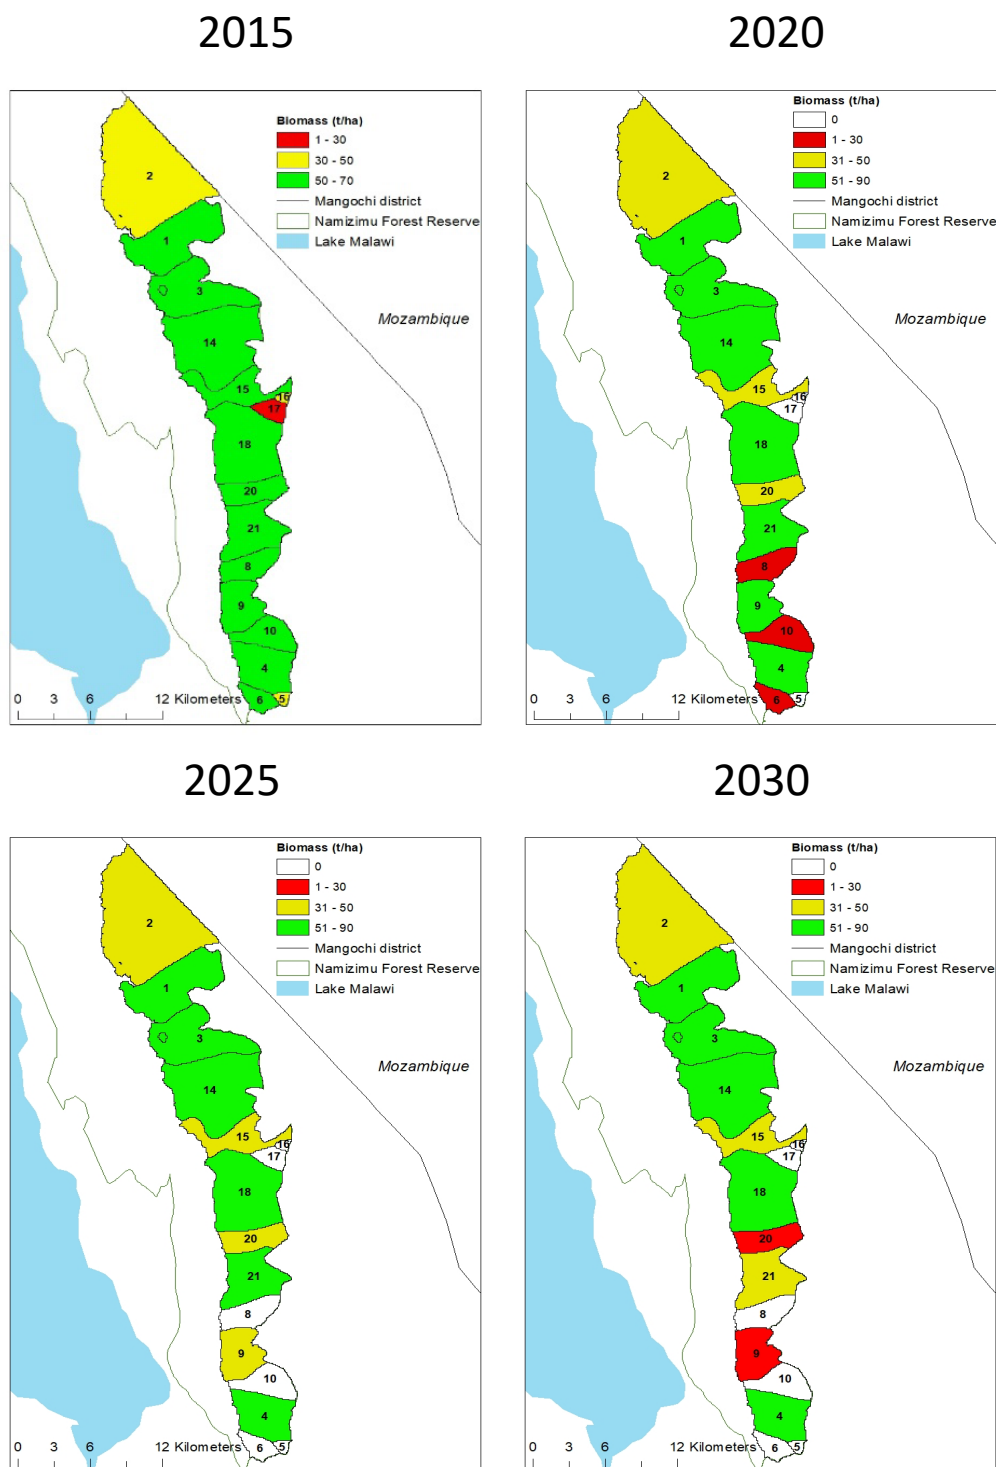 2015
2020
Biomass (t/ha)
1 - 30
30 - 50
50 - 70
Mangochi district
Namizimu Forest Reserve
Lake Malawi
Mozambique
2
1
3
14
15
16
17
18
20
21
8
9
10
4
6
5
0 3 6 12 Kilometers
Biomass (t/ha)
0
1 - 30
31 - 50
51 - 90
Mangochi district
Namizimu Forest Reserve
Lake Malawi
Mozambique
2
1
3
14
15
16
17
18
20
21
8
9
10
4
6
5
0 3 6 12 Kilometers
2025
2030
Biomass (t/ha)
0
1 - 30
31 - 50
51 - 90
Mangochi district
Namizimu Forest Reserve
Lake Malawi
Mozambique
2
1
3
14
15
16
17
18
20
21
8
9
10
4
6
5
0 3 6 12 Kilometers
Biomass (t/ha)
0
1 - 30
31 - 50
51 - 90
Mangochi district
Namizimu Forest Reserve
Lake Malawi
Mozambique
2
1
3
14
15
16
17
18
20
21
8
9
10
4
6
5
0 3 6 12 Kilometers